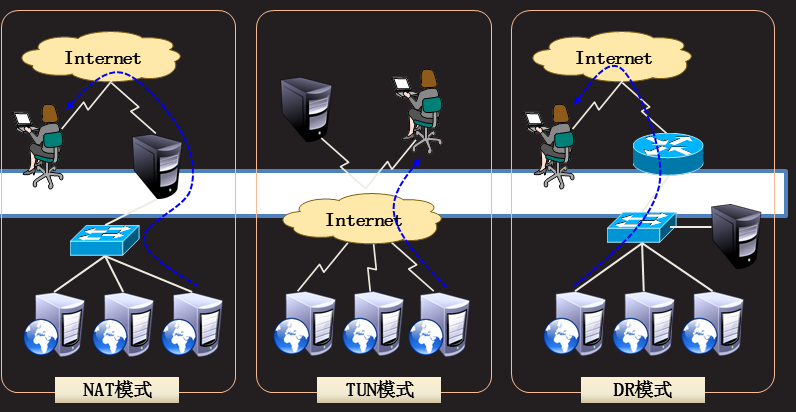 Internet
Internet
Internet
NAT模式
TUN模式
DR模式